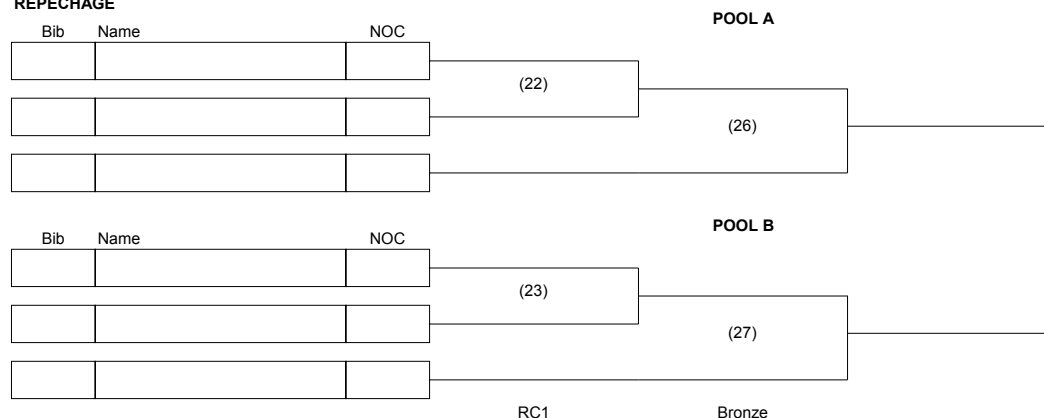 REPECHAGE
POOL A
Bib Name NOC
(22)
(26)
POOL B
Bib Name NOC
(23)
(27)
RC1 Bronze